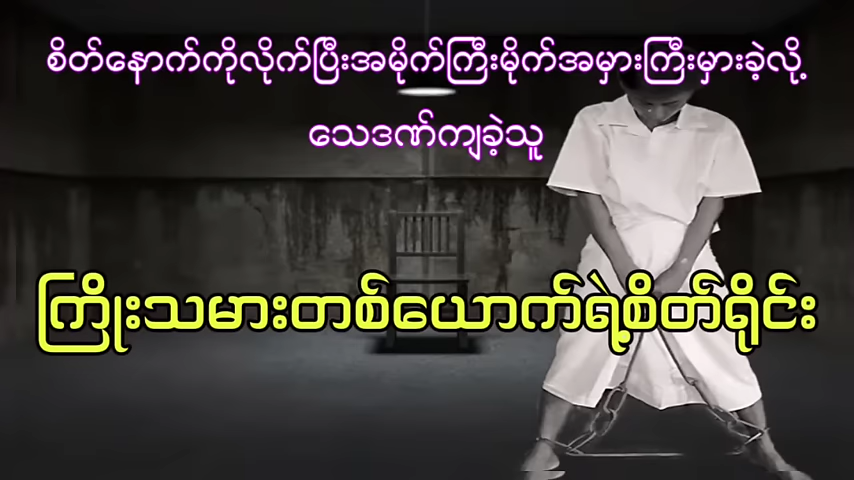 စိတ်နောက်ကိုလိုက်ပြီးအမိုက်ကြီးမိုက်အမှားကြီးမှားခဲ့လို့
သေဒဏ်ကျခဲ့သူ
ကြိုးသမားတစ်ယောက်ရဲ့စိတ်ရိုင်း